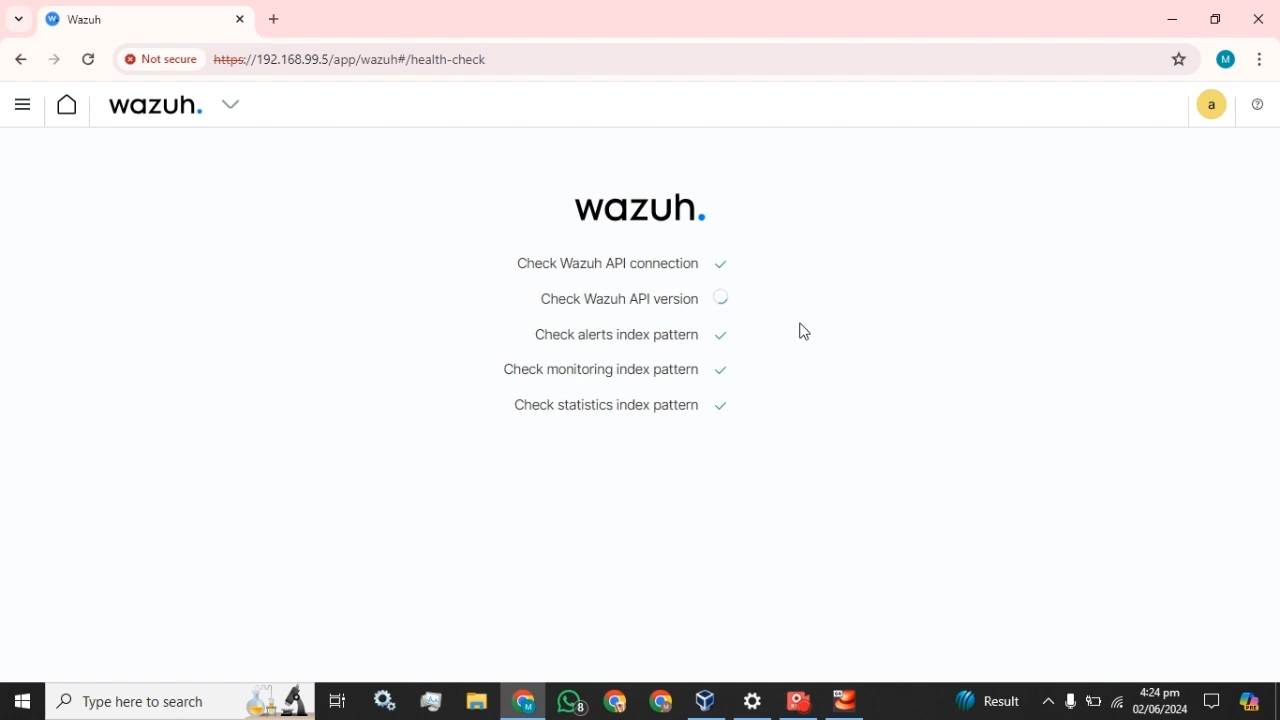 Wazuh
Not secure
https://192.168.99.5/app/wazuh#/health-check
M
wazuh.
a
wazuh.
Check Wazuh API connection
Check Wazuh API version
Check alerts index pattern
Check monitoring index pattern
Check statistics index pattern
Type here to search
8
Result
4:24 pm
02/06/2024